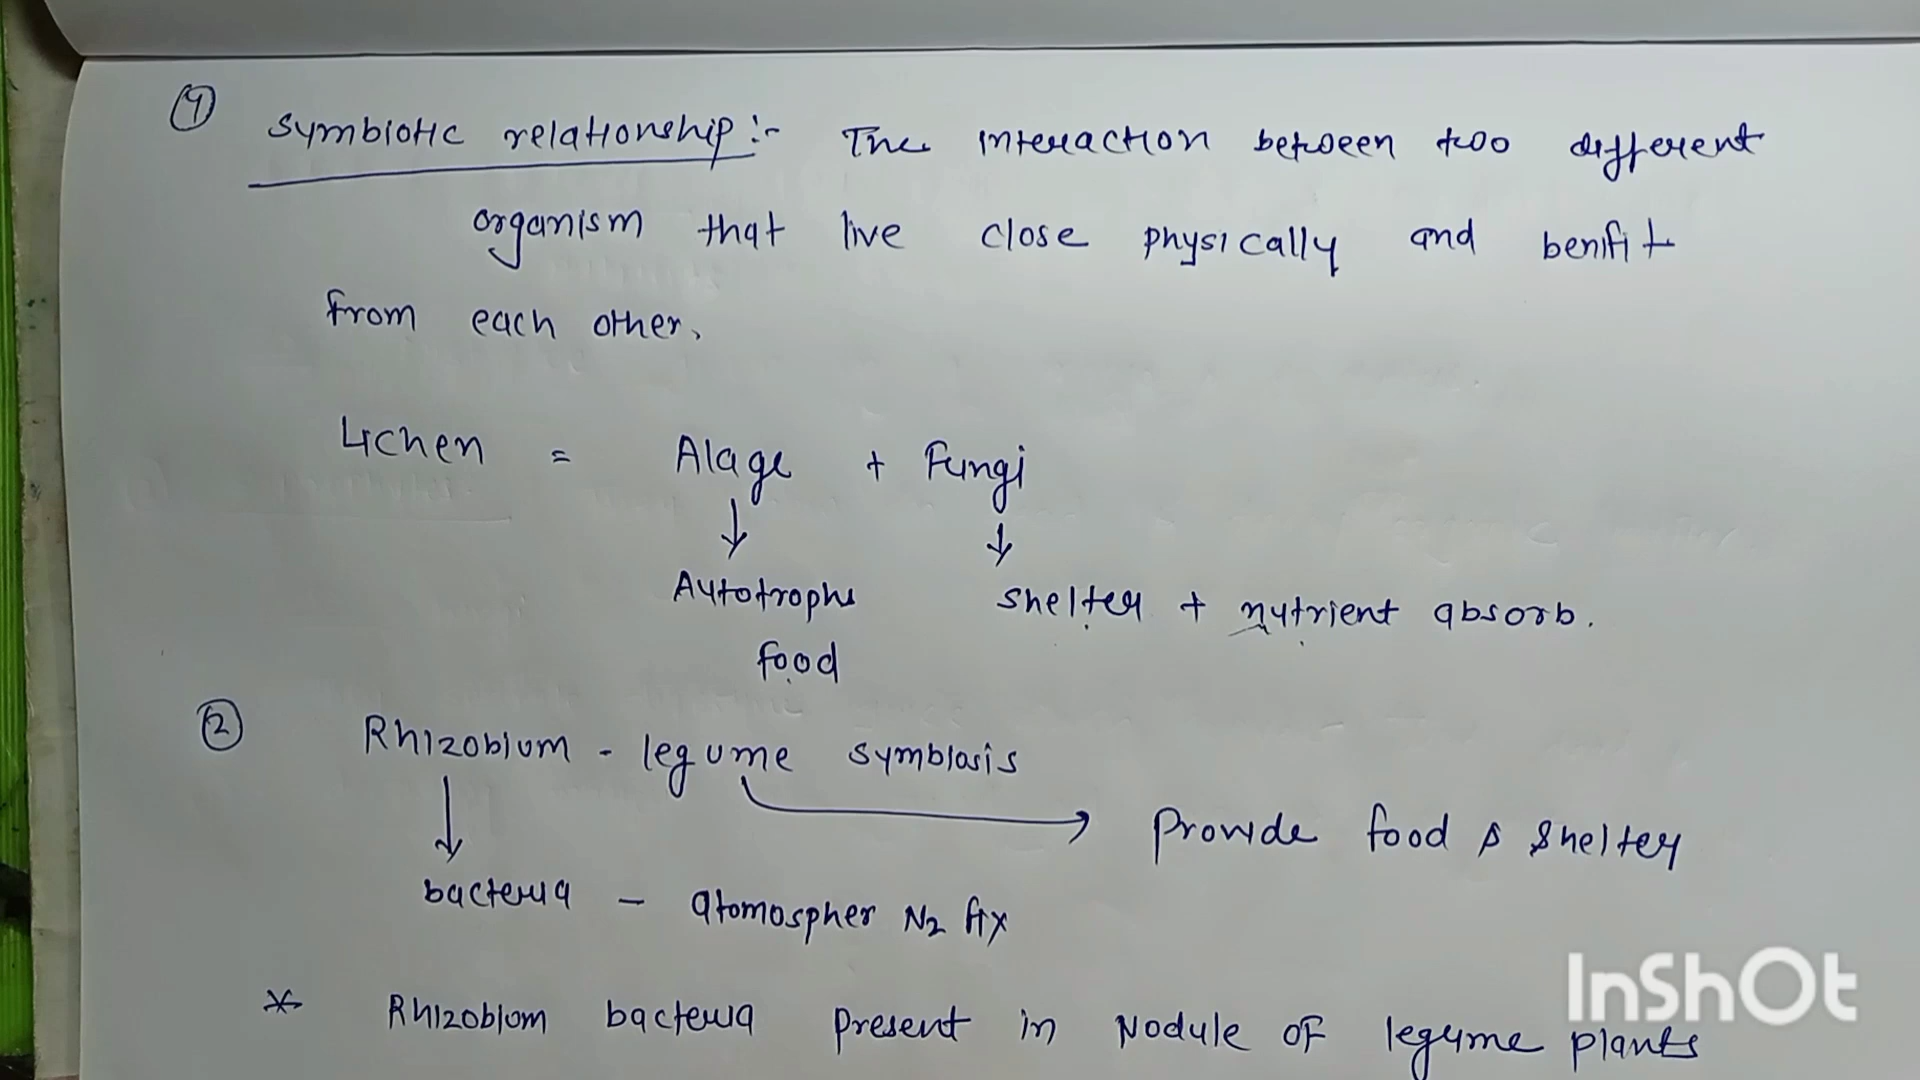 1 Symbiotic relationship :- The interaction between two different
organism that live close physically and benifit
from each other.
Lichen = Alage + Fungi
Autotrophs shelter + nutrient absorb.
food
2 Rhizobium - legume symbiosis
Provide food & shelter
bacteria - atomospher N2 fix
* Rhizobium bacteria present in Nodule of legume plants
InShOt